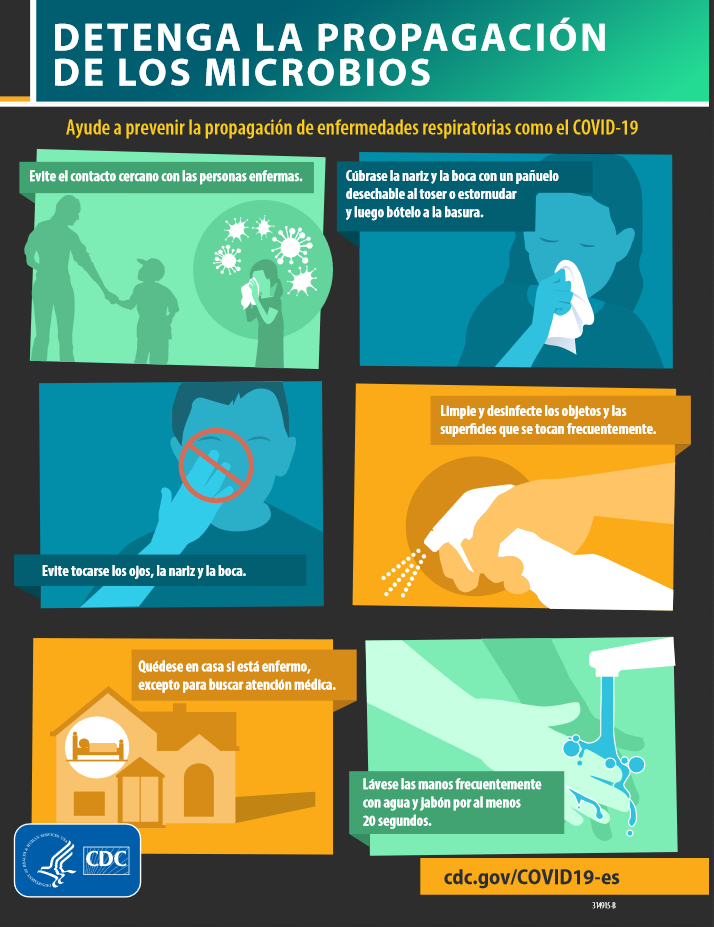 DETENGA LA PROPAGACIÓN
DE LOS MICROBIOS
Ayude a prevenir la propagación de enfermedades respiratorias como el COVID-19
Evite el contacto cercano con las personas enfermas.
Cúbrase la nariz y la boca con un pañuelo
desechable al toser o estornudar
y luego bótelo a la basura.
Evite tocarse los ojos, la nariz y la boca.
Limpie y desinfecte los objetos y las
superficies que se tocan frecuentemente.
Quédese en casa si está enfermo,
excepto para buscar atención médica.
Lávese las manos frecuentemente
con agua y jabón por al menos
20 segundos.
CDC
cdc.gov/COVID19-es
314915-B